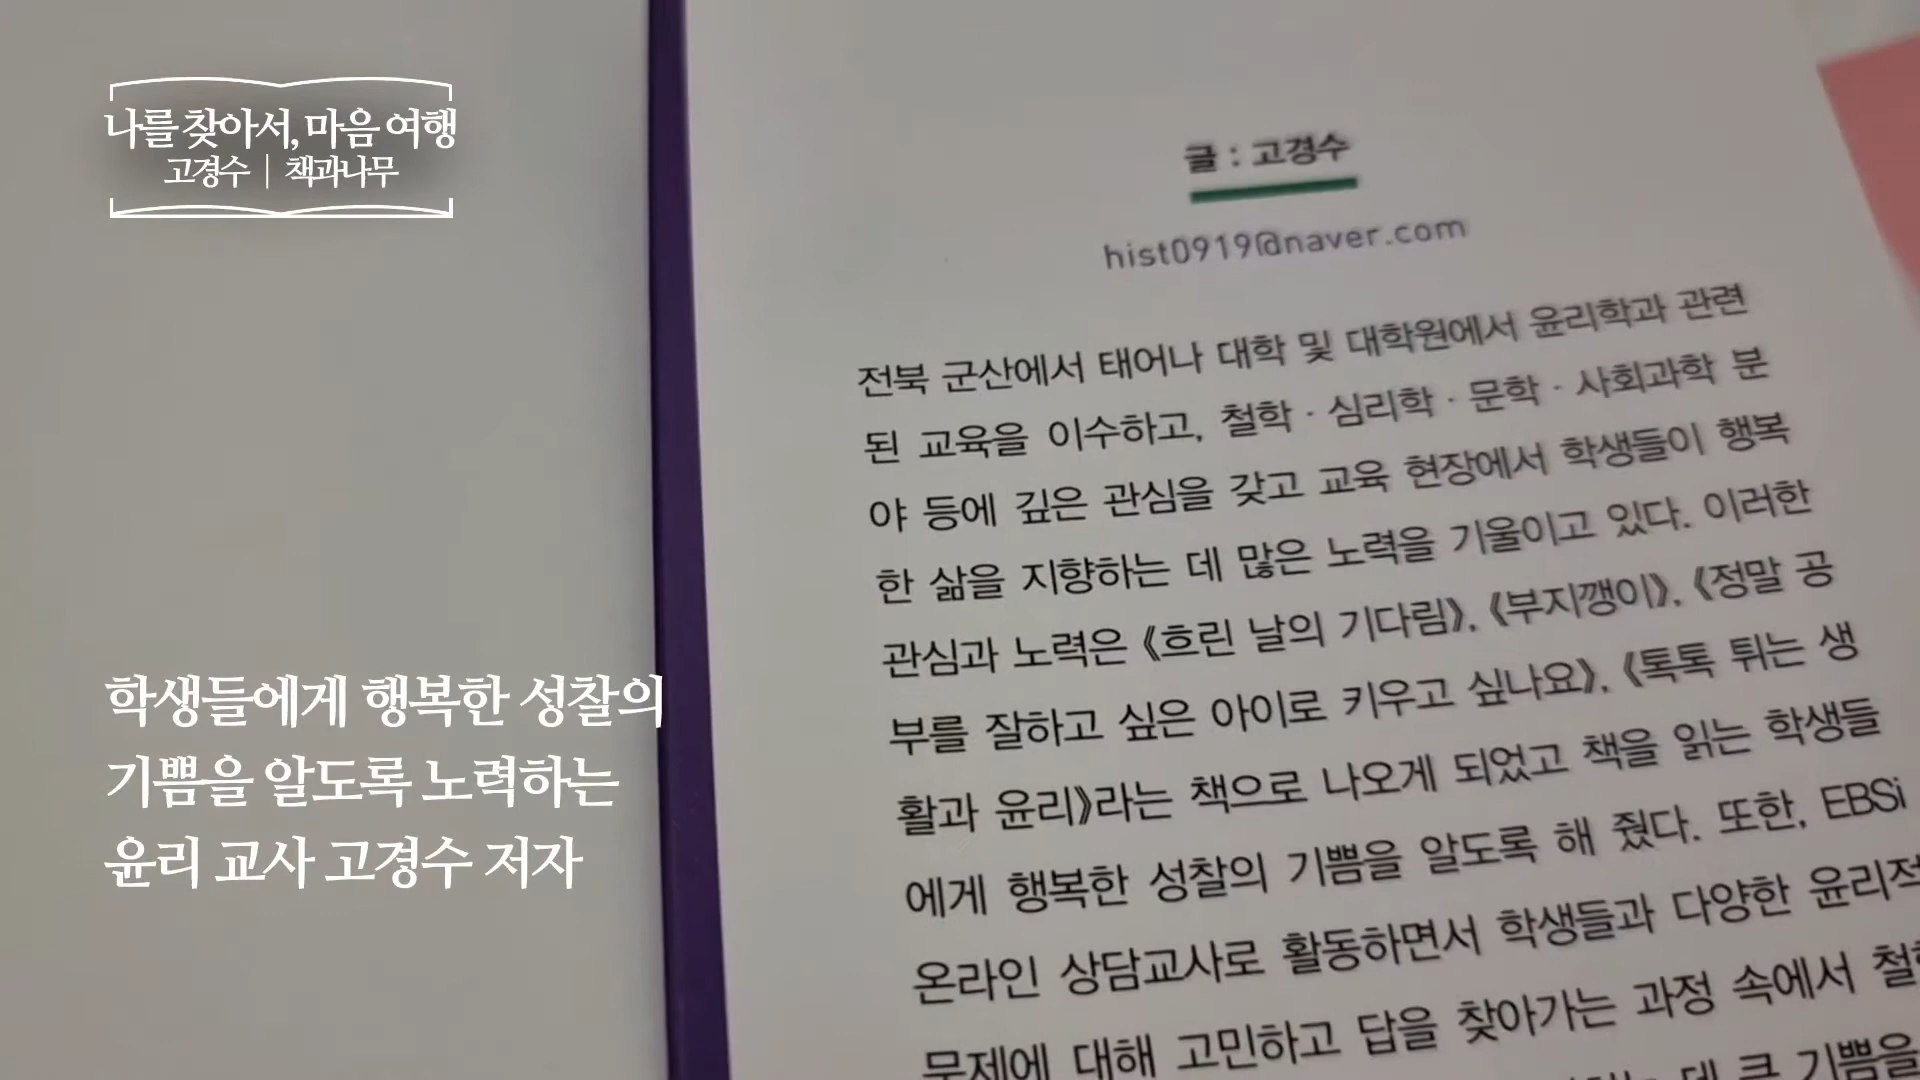 나를 찾아서, 마음 여행
고경수 | 책과나무
글 : 고경수
hist0919@naver.com
전북 군산에서 태어나 대학 및 대학원에서 윤리학과 관련
된 교육을 이수하고, 철학 · 심리학 · 문학 · 사회과학 분
야 등에 깊은 관심을 갖고 교육 현장에서 학생들이 행복
한 삶을 지향하는 데 많은 노력을 기울이고 있다. 이러한
관심과 노력은 《흐린 날의 기다림》, 《부지깽이》, 《정말 공
부를 잘하고 싶은 아이로 키우고 싶나요》, 《톡톡 튀는 생
활과 윤리》라는 책으로 나오게 되었고 책을 읽는 학생들
에게 행복한 성찰의 기쁨을 알도록 해 줬다. 또한, EBSi
온라인 상담교사로 활동하면서 학생들과 다양한 윤리적
문제에 대해 고민하고 답을 찾아가는 과정 속에서 철학
데 큰 기쁨을
학생들에게 행복한 성찰의
기쁨을 알도록 노력하는
윤리 교사 고경수 저자